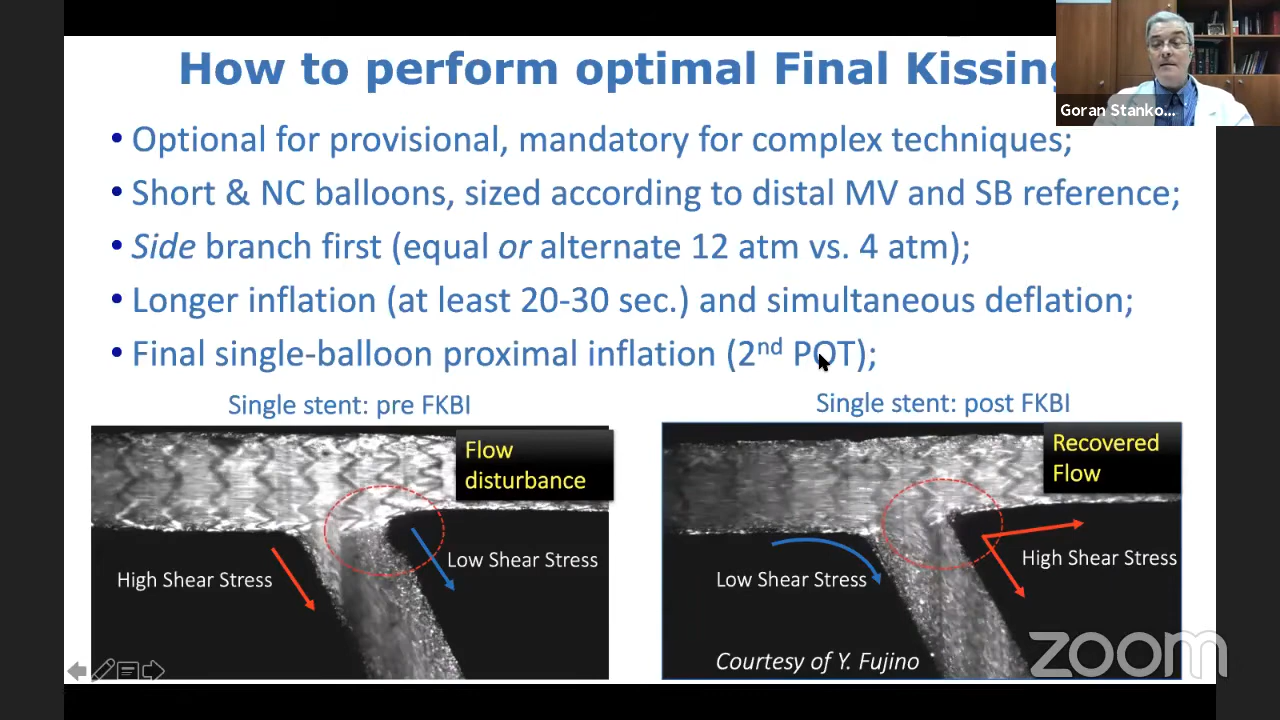 How to perform optimal Final Kissing
Goran Stanko...
• Optional for provisional, mandatory for complex techniques;
• Short & NC balloons, sized according to distal MV and SB reference;
• Side branch first (equal or alternate 12 atm vs. 4 atm);
• Longer inflation (at least 20-30 sec.) and simultaneous deflation;
• Final single-balloon proximal inflation (2nd POT);
Single stent: pre FKBI
Single stent: post FKBI
Flow
disturbance
Recovered
Flow
High Shear Stress
Low Shear Stress
Low Shear Stress
High Shear Stress
Courtesy of Y. Fujino
zoom